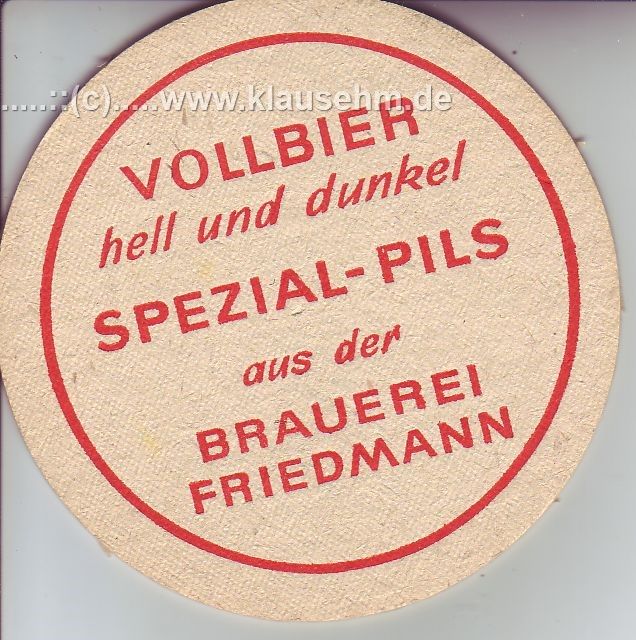 .....::(c).....www.klausehm.de
VOLLBIER
hell und dunkel
SPEZIAL-PILS
aus der
BRAUEREI
FRIEDMANN